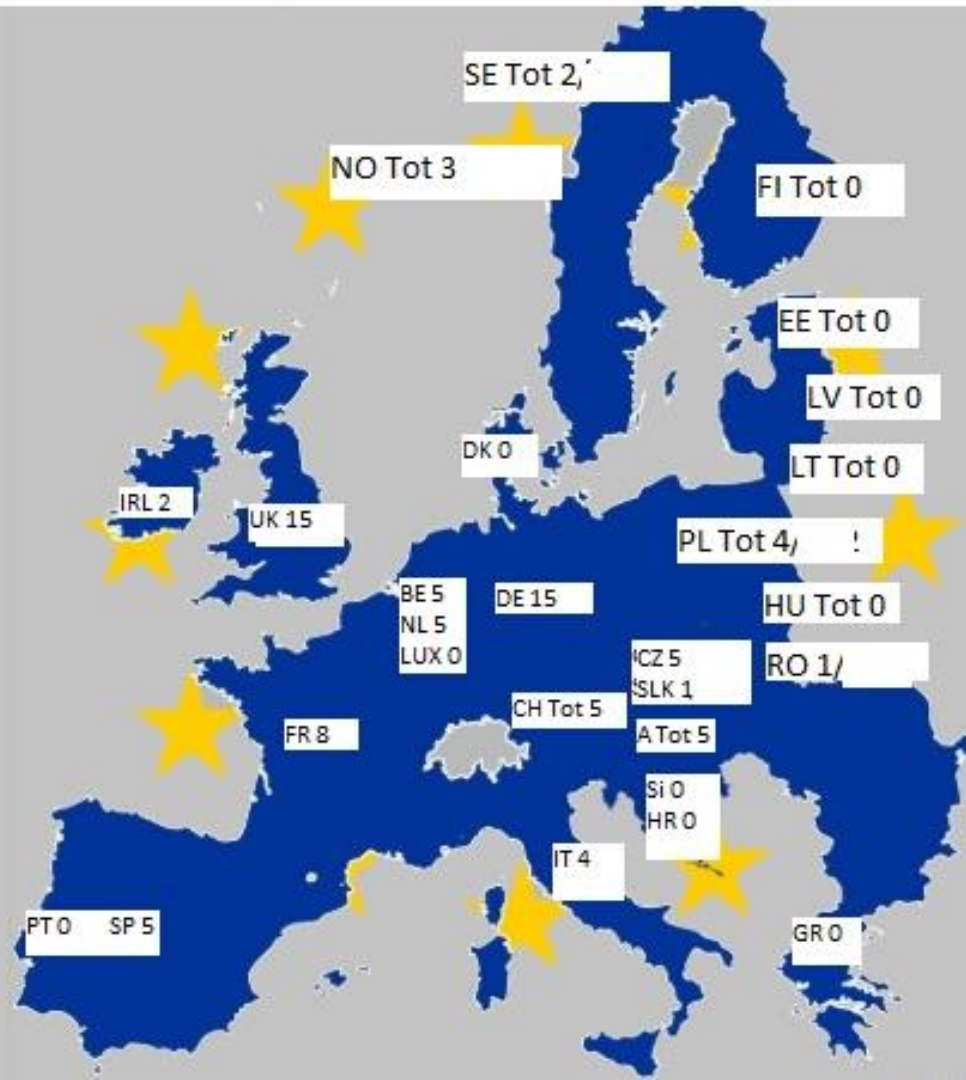 SE Tot 2/
NO Tot 3
FI Tot 0
EE Tot 0
LV Tot 0
DK 0
LT Tot 0
IRL 2
UK 15
PL Tot 4/ !
BE 5
NL 5
LUX 0
DE 15
HU Tot 0
CZ 5
SLK 1
RO 1/
CH Tot 5
FR 8
A Tot 5
Si 0
HR 0
IT 4
PT 0 SP 5
GR 0